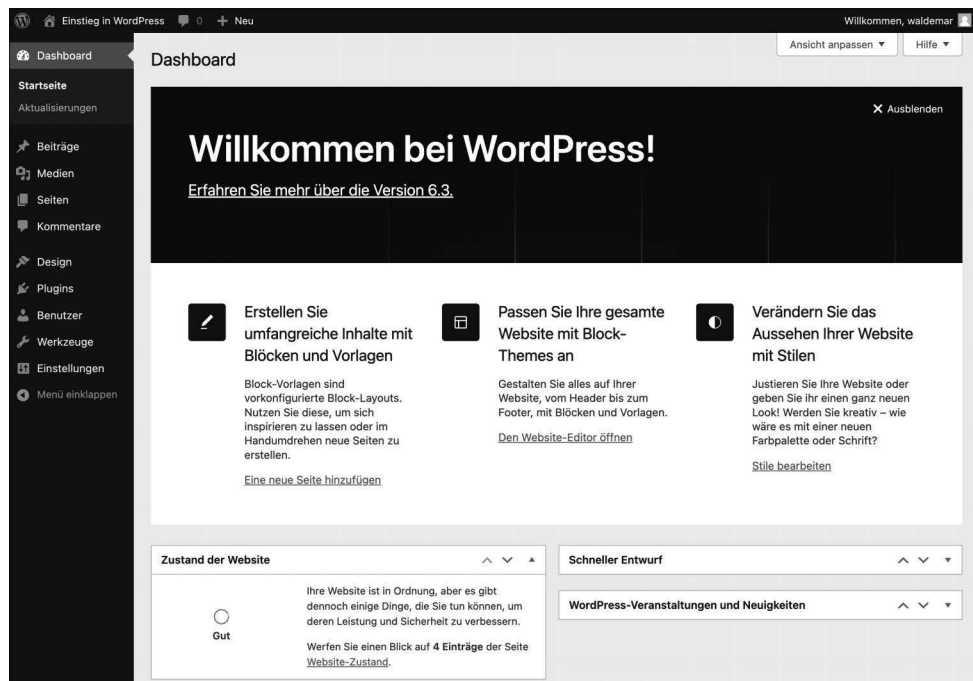 Einstieg in WordPress 0 Neu Willkommen, waldemar
Dashboard
Startseite
Aktualisierungen
Beiträge
Medien
Seiten
Kommentare
Design
Plugins
Benutzer
Werkzeuge
Einstellungen
Menü einklappen
Ansicht anpassen Hilfe
Dashboard
Ausblenden
Willkommen bei WordPress!
Erfahren Sie mehr über die Version 6.3.
Erstellen Sie
umfangreiche Inhalte mit
Blöcken und Vorlagen
Block-Vorlagen sind
vorkonfigurierte Block-Layouts.
Nutzen Sie diese, um sich
inspirieren zu lassen oder im
Handumdrehen neue Seiten zu
erstellen.
Eine neue Seite hinzufügen
Passen Sie Ihre gesamte
Website mit Block-
Themes an
Gestalten Sie alles auf Ihrer
Website, vom Header bis zum
Footer, mit Blöcken und Vorlagen.
Den Website-Editor öffnen
Verändern Sie das
Aussehen Ihrer Website
mit Stilen
Justieren Sie Ihre Website oder
geben Sie ihr einen ganz neuen
Look! Werden Sie kreativ – wie
wäre es mit einer neuen
Farbpalette oder Schrift?
Stile bearbeiten
Zustand der Website
Gut
Ihre Website ist in Ordnung, aber es gibt
dennoch einige Dinge, die Sie tun können, um
deren Leistung und Sicherheit zu verbessern.
Werfen Sie einen Blick auf 4 Einträge der Seite
Website-Zustand.
Schneller Entwurf
WordPress-Veranstaltungen und Neuigkeiten